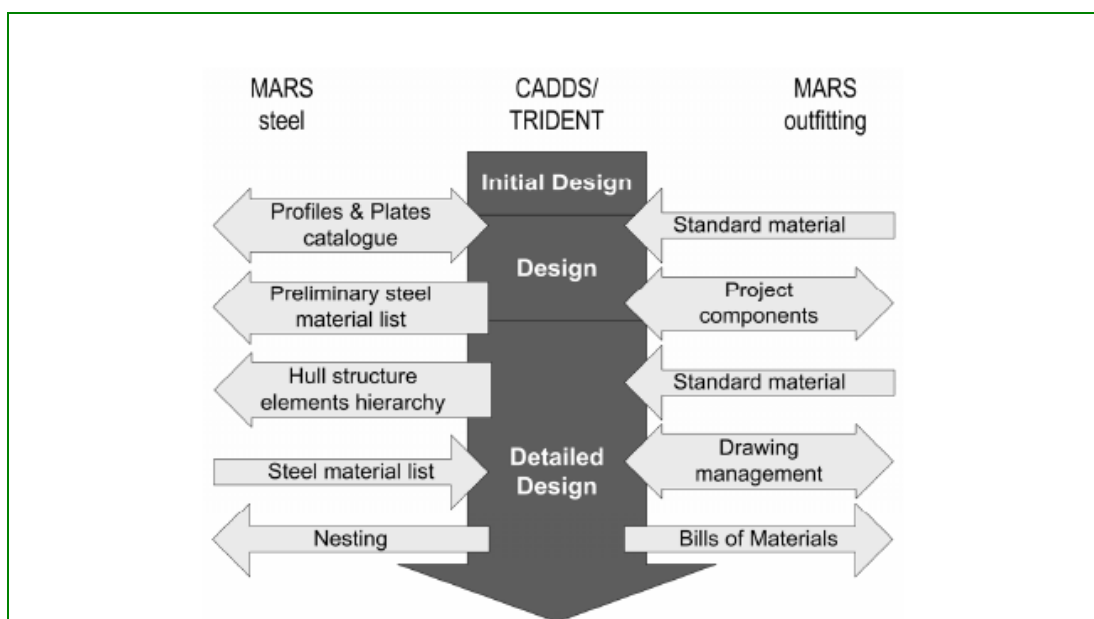 MARS
steel
CADDS/
TRIDENT
MARS
outfitting
Initial Design
Profiles & Plates
catalogue
Standard material
Design
Preliminary steel
material list
Project
components
Hull structure
elements hierarchy
Standard material
Detailed
Design
Steel material list
Drawing
management
Nesting
Bills of Materials